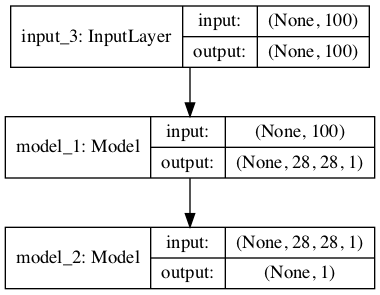 input_3: InputLayer
input: (None, 100)
output: (None, 100)
model_1: Model
input: (None, 100)
output: (None, 28, 28, 1)
model_2: Model
input: (None, 28, 28, 1)
output: (None, 1)